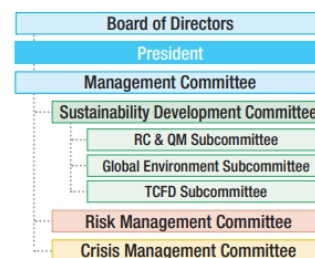 Board of Directors
President
Management Committee
Sustainability Development Committee
RC & QM Subcommittee
Global Environment Subcommittee
TCFD Subcommittee
Risk Management Committee
Crisis Management Committee